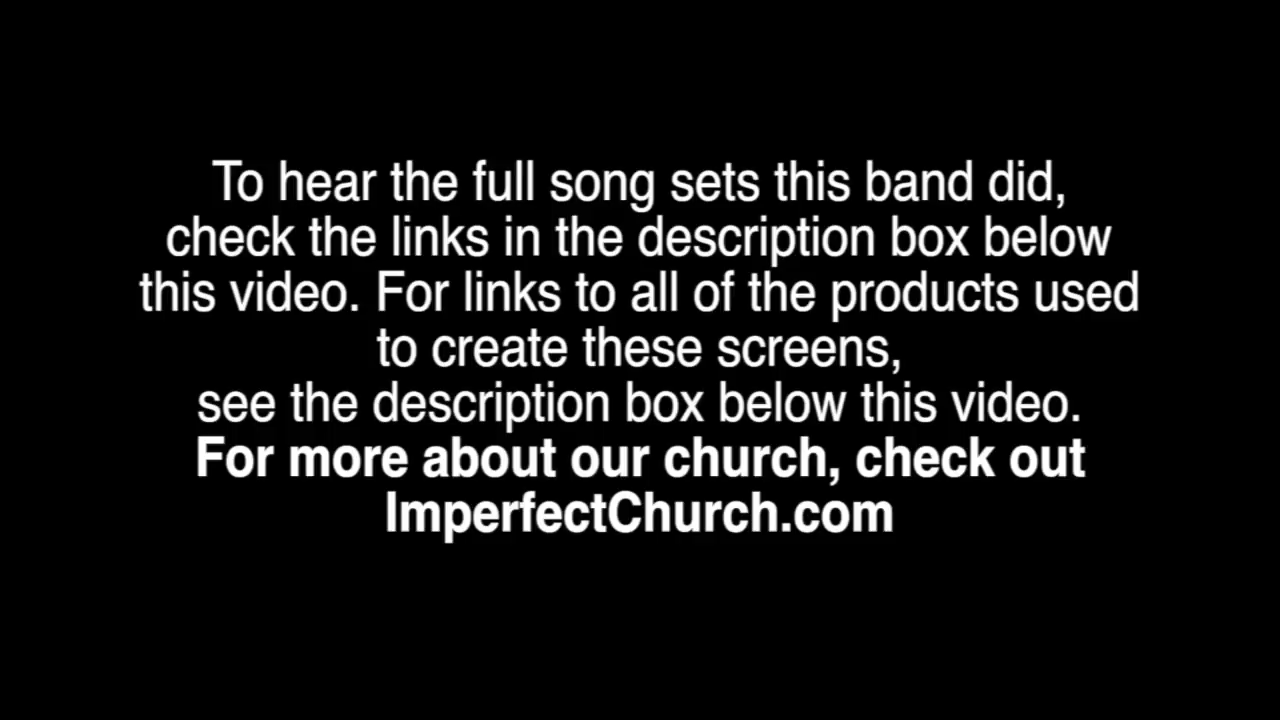 To hear the full song sets this band did,
check the links in the description box below
this video. For links to all of the products used
to create these screens,
see the description box below this video.
For more about our church, check out
ImperfectChurch.com